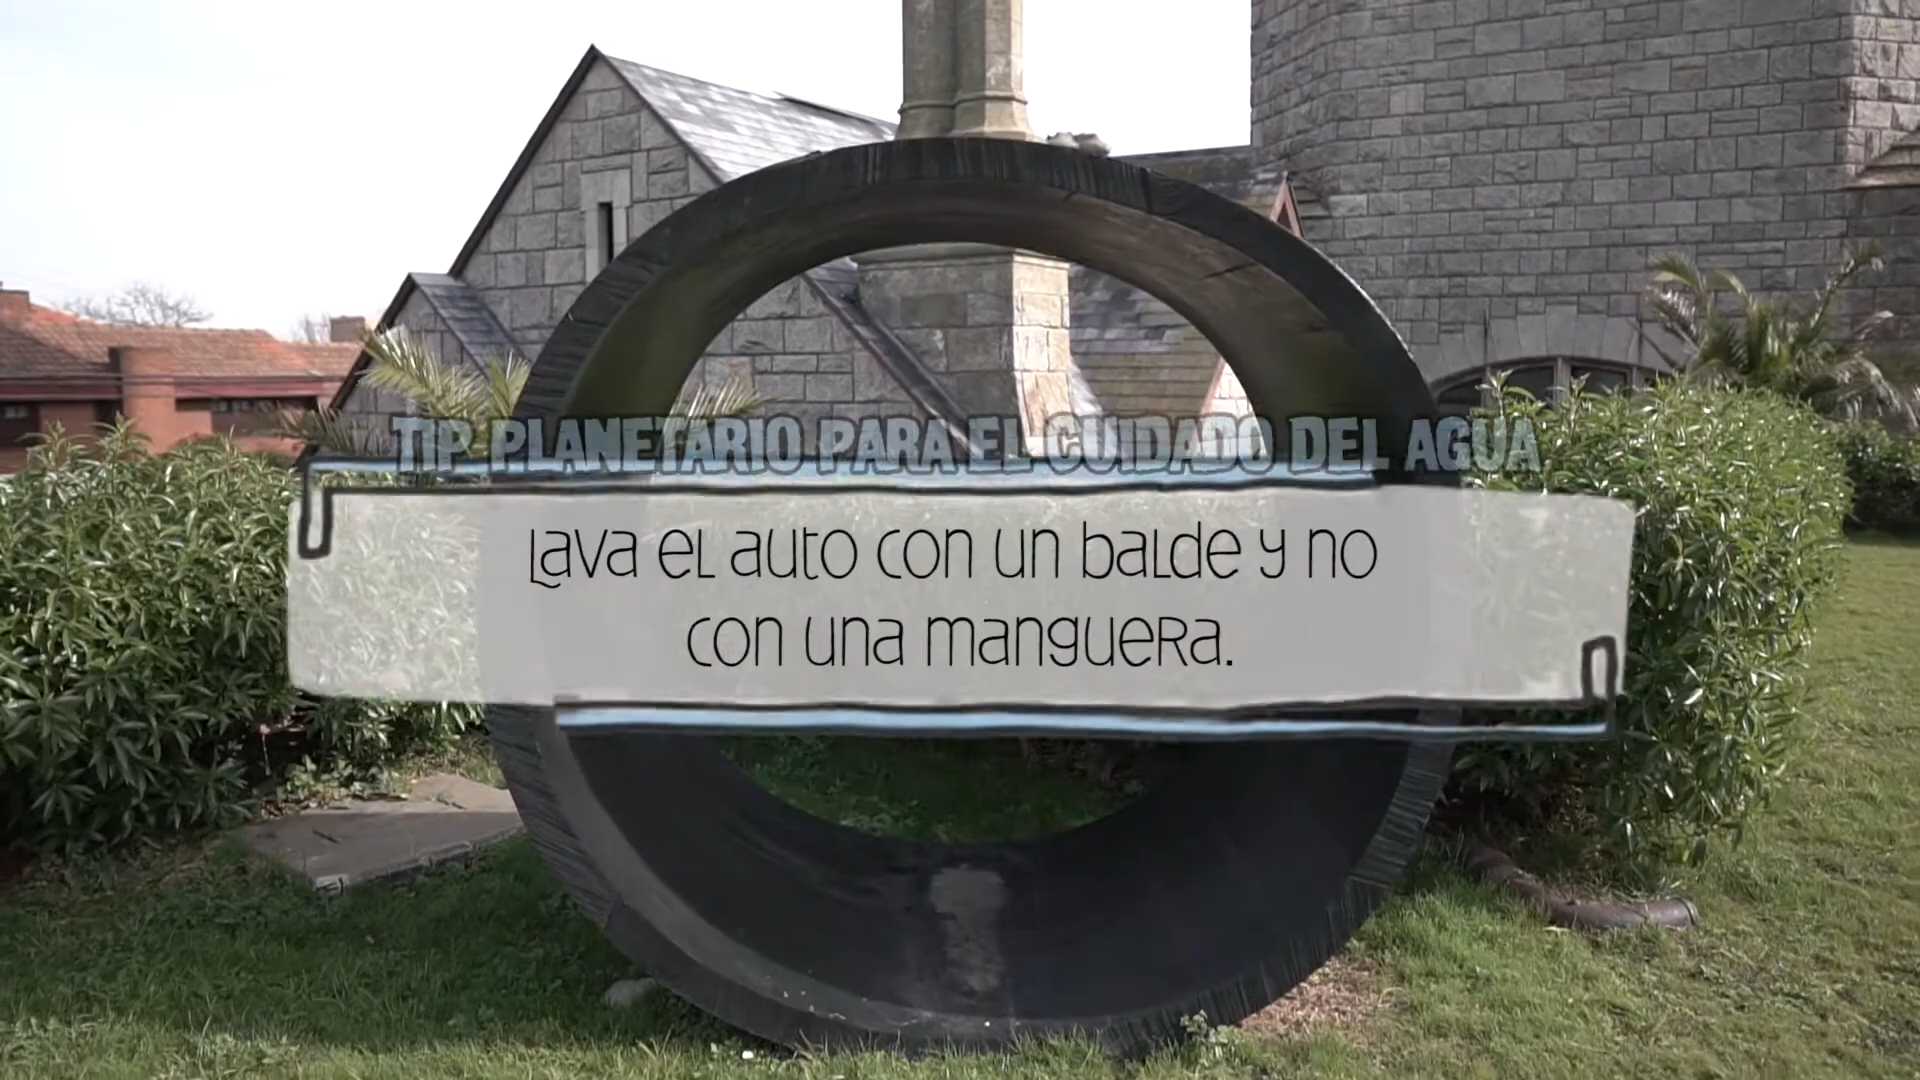 TIP PLANETARIO PARA EL CUIDADO DEL AGUA
Lava el auto con un balde y no
con una manguera.